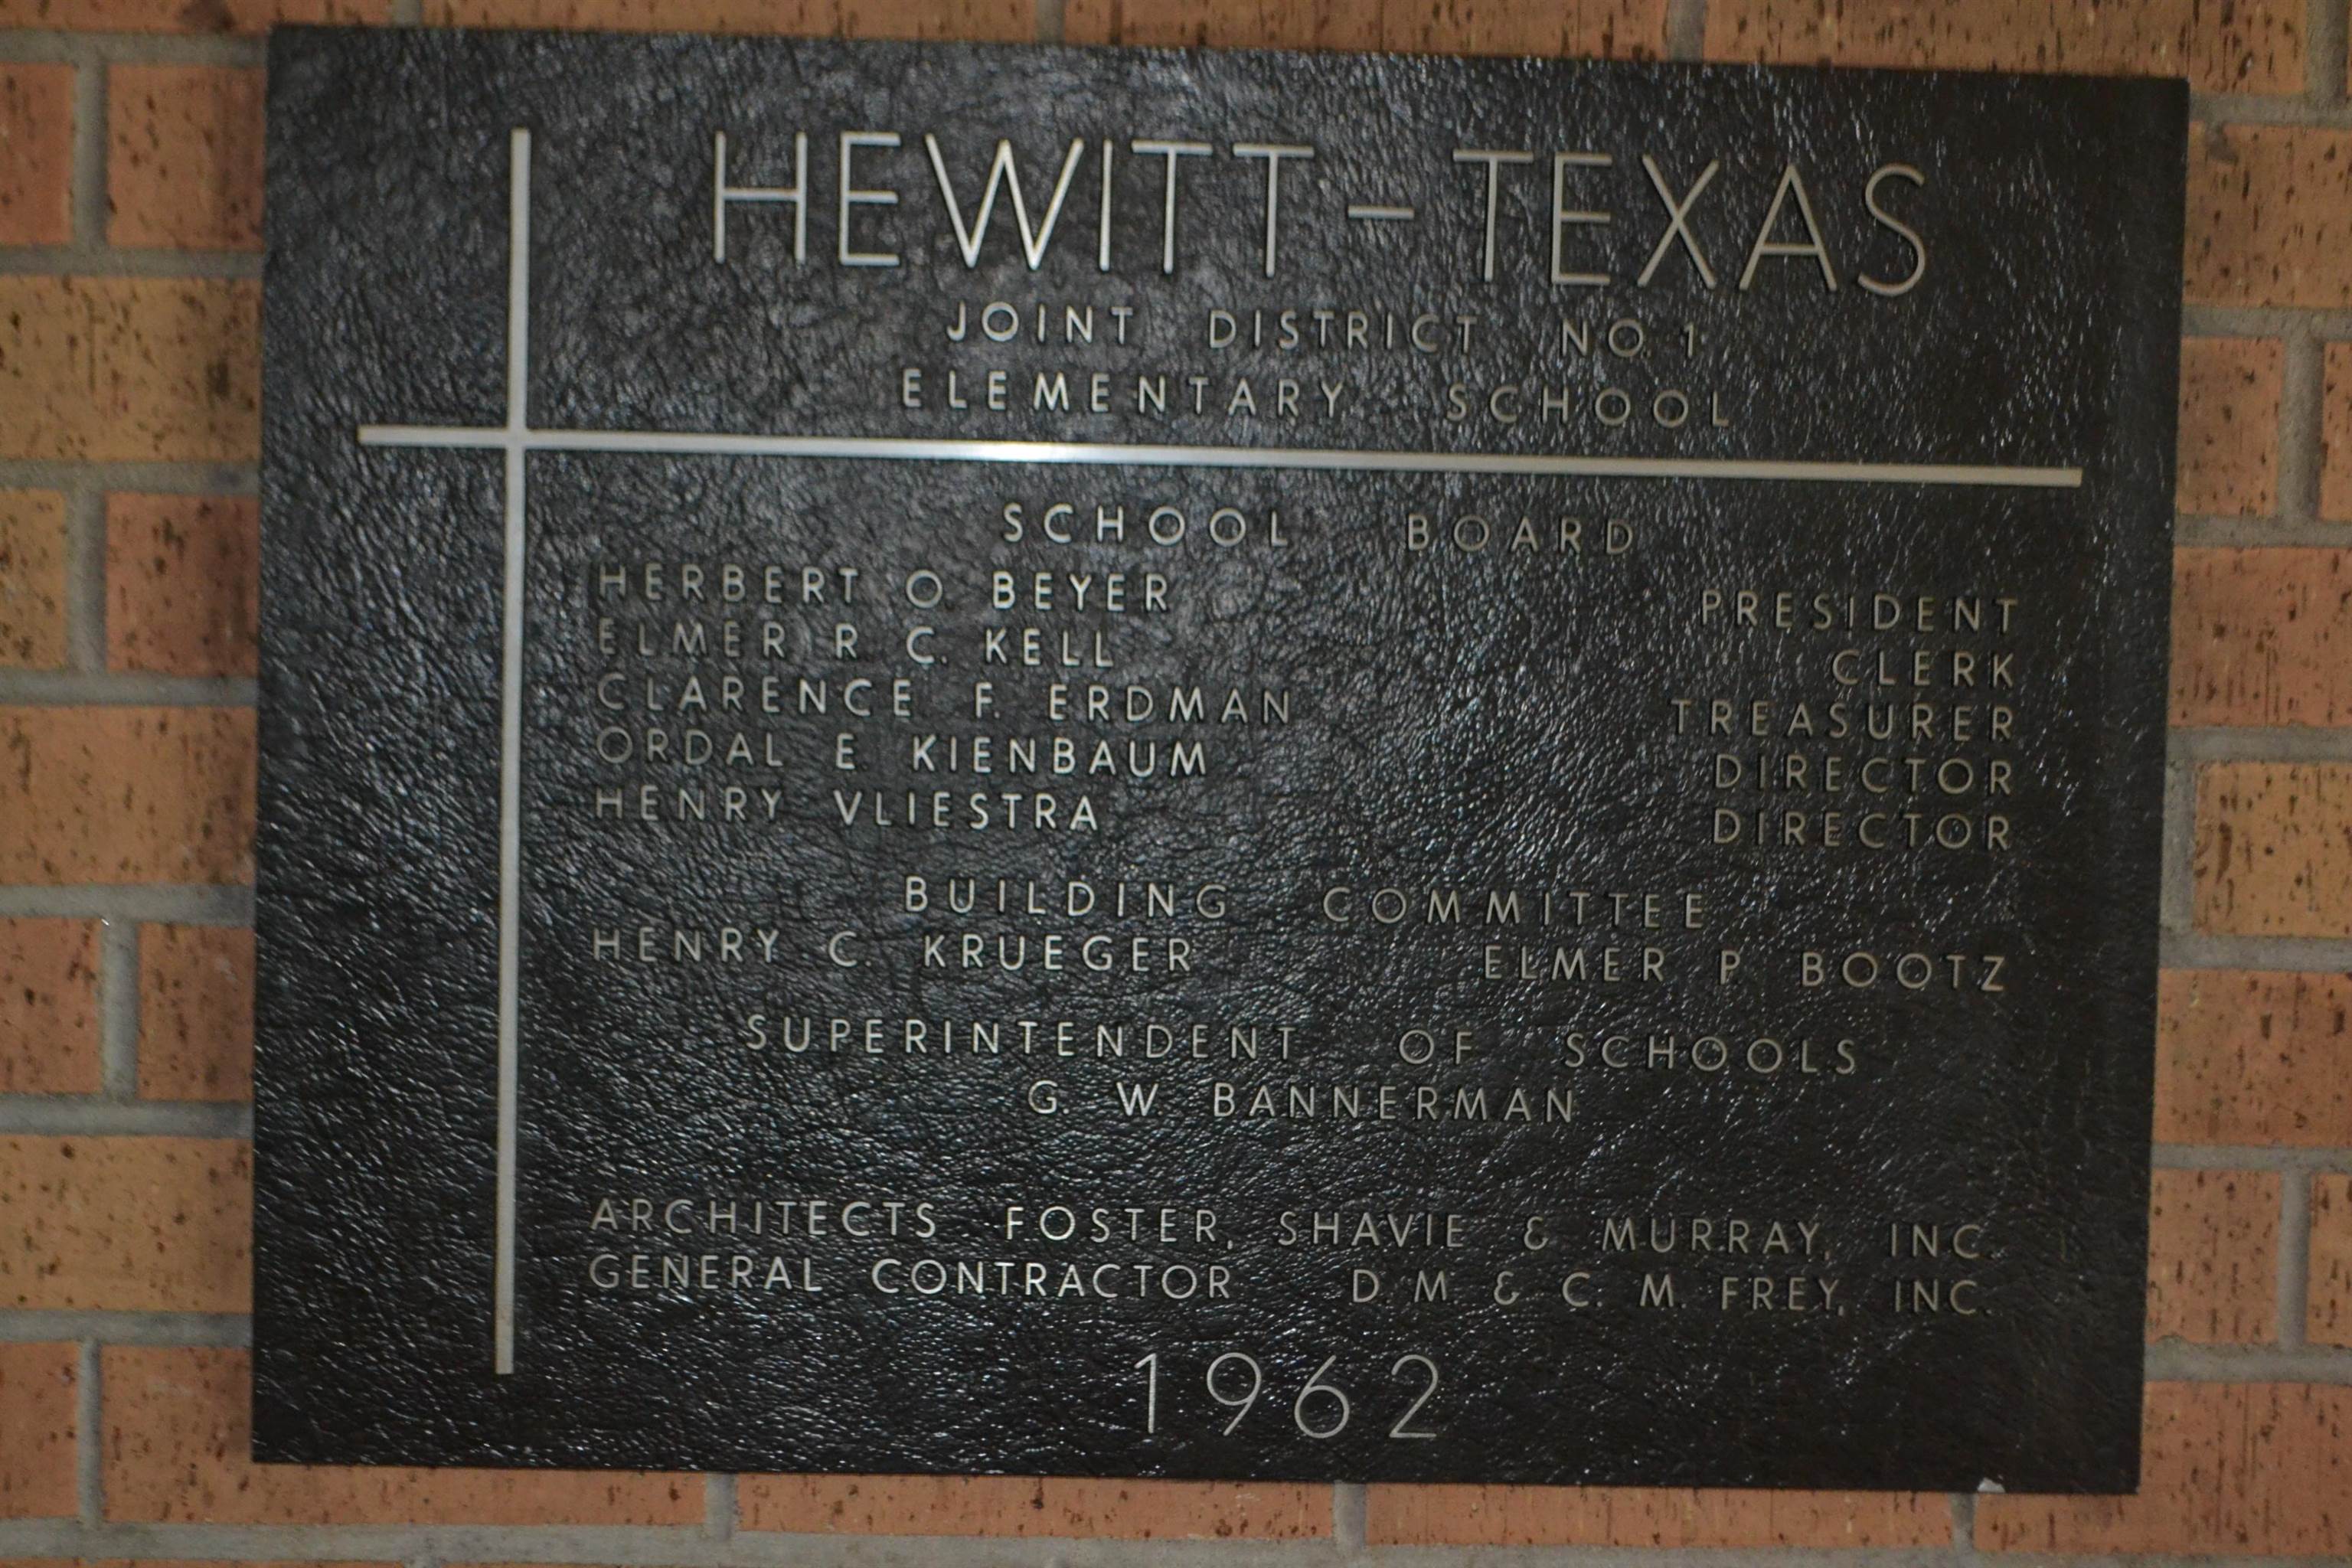 HEWITT-TEXAS
JOINT DISTRICT NO. 1
ELEMENTARY SCHOOL
SCHOOL BOARD
HERBERT O. BEYER PRESIDENT
ELMER R. C. KELL CLERK
CLARENCE F. ERDMAN TREASURER
ORDAL E. KIENBAUM DIRECTOR
HENRY VLIESTRA DIRECTOR
BUILDING COMMITTEE
HENRY C. KRUEGER ELMER P. BOOTZ
SUPERINTENDENT OF SCHOOLS
G. W. BANNERMAN
ARCHITECTS FOSTER, SHAVIE & MURRAY, INC.
GENERAL CONTRACTOR D M & C. M. FREY, INC.
1962